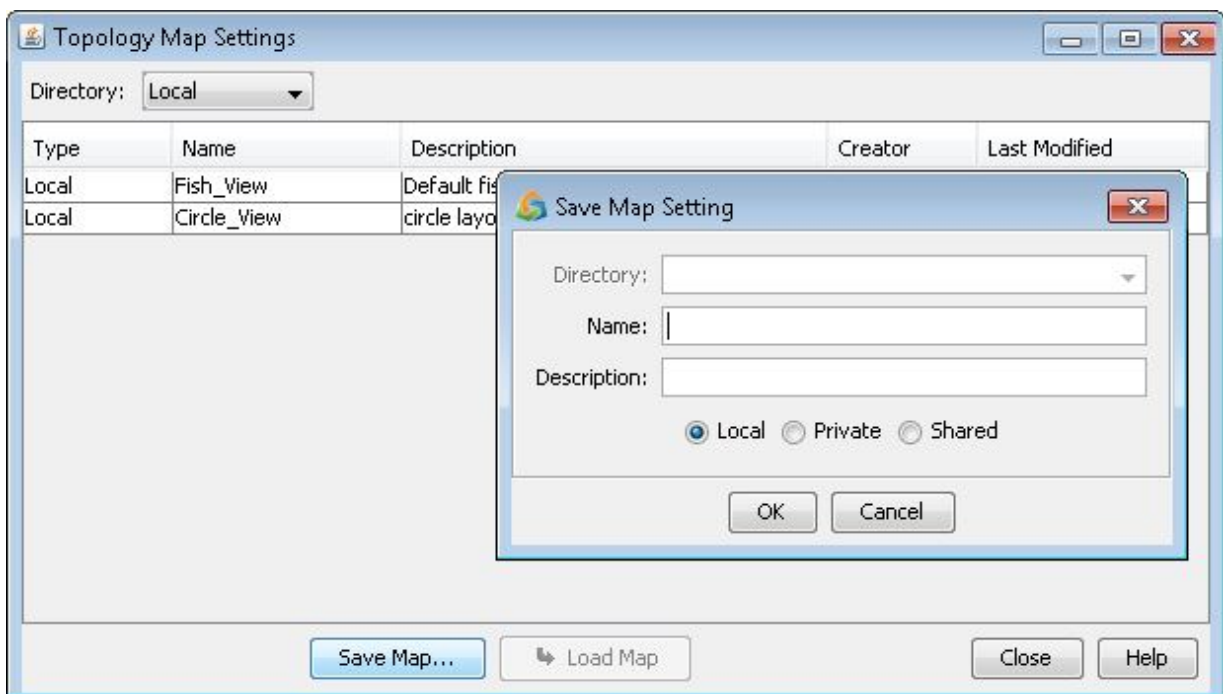 Topology Map Settings
Directory: Local
Type Name Description Creator Last Modified
Local Fish_View Default fis
Local Circle_View circle layo
Save Map Setting
Directory:
Name:
Description:
Local Private Shared
OK Cancel
Save Map... Load Map Close Help